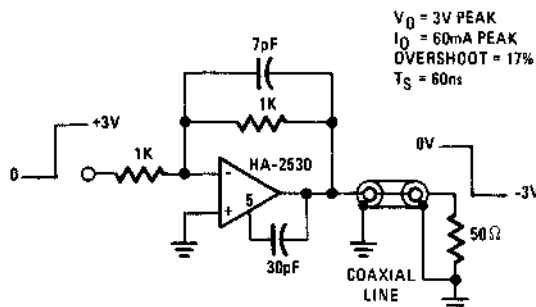 V₀ = 3V PEAK
I₀ = 60mA PEAK
OVERSHOOT = 17%
Tₛ = 60ns
7pF
1K
+3V
0
1K
HA-2530
-
+
5
30pF
0V
-3V
50Ω
COAXIAL
LINE